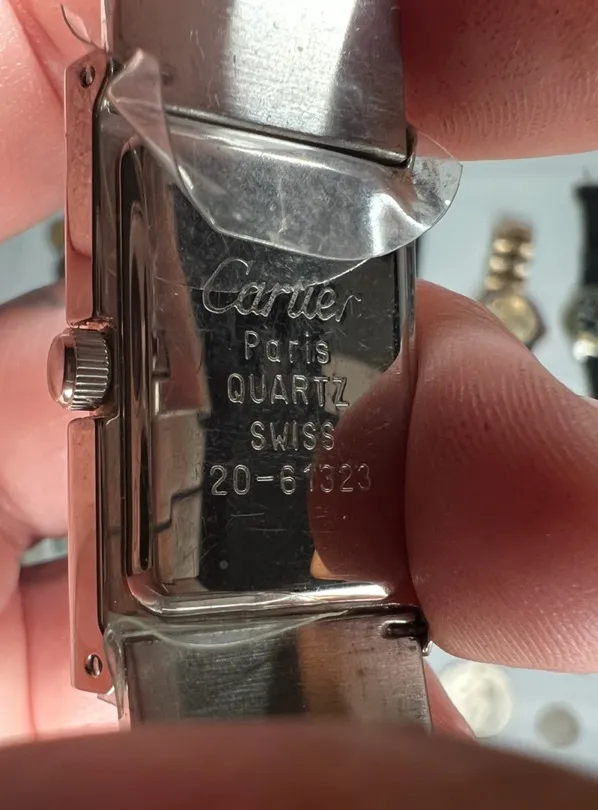 Cartier
Paris
QUARTZ
SWISS
20-61323